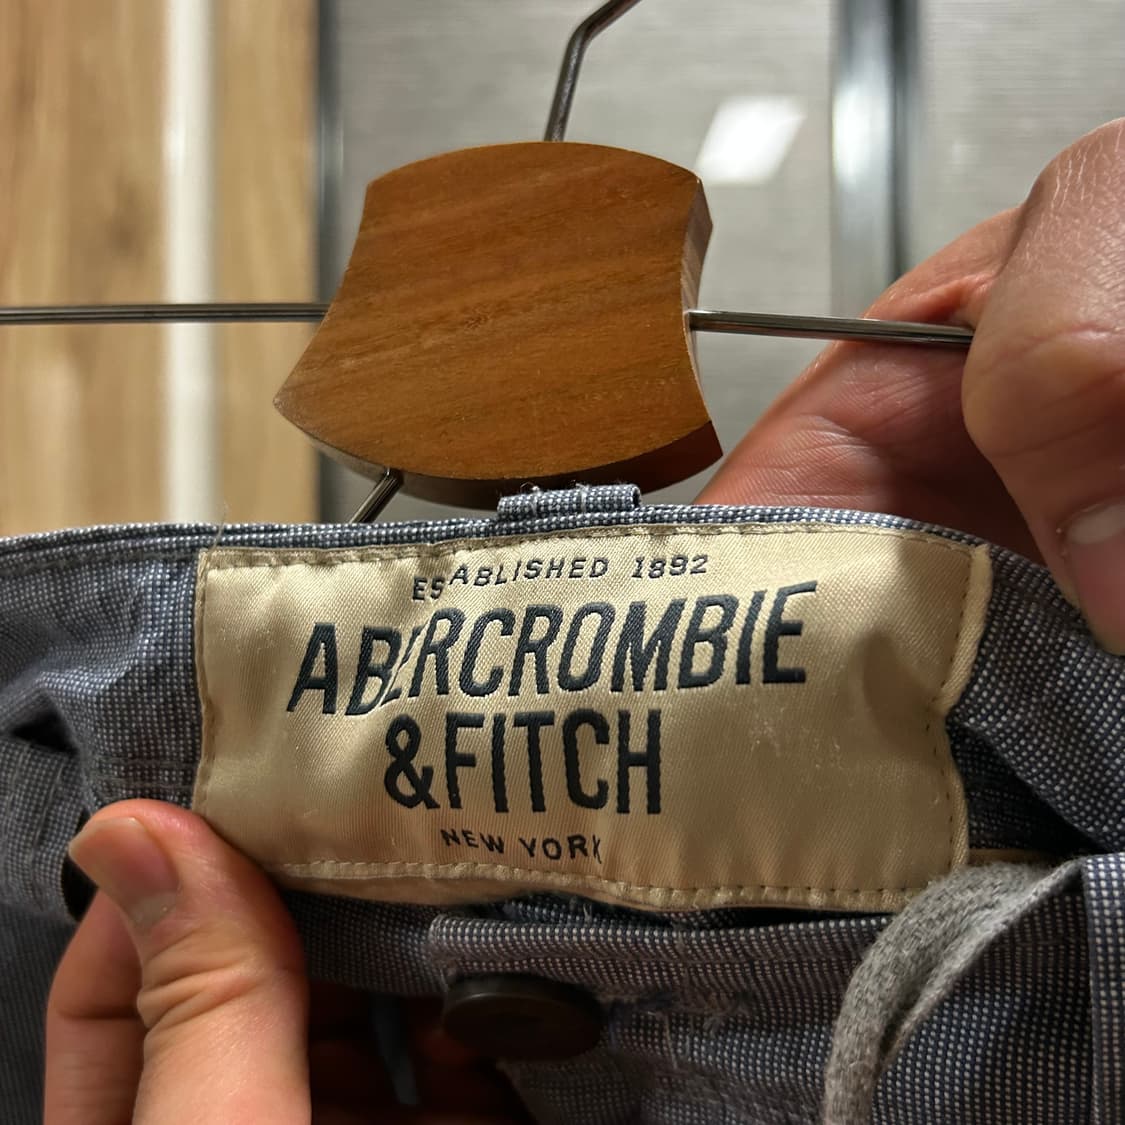 ESTABLISHED 1892
ABERCROMBIE
&FITCH
NEW YORK